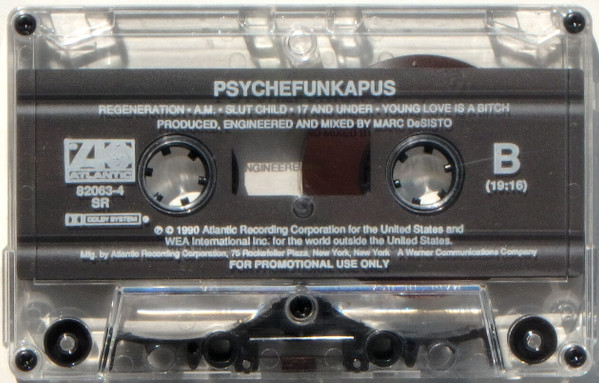 PSYCHEFUNKAPUS
REGENERATION • A.M. • SLUT CHILD • 17 AND UNDER • YOUNG LOVE IS A BITCH
PRODUCED, ENGINEERED AND MIXED BY MARC DeSISTO
ATLANTIC
82063-4
SR
DOLBY SYSTEM
NGINEERE
B
(19:16)
℗ © 1990 Atlantic Recording Corporation for the United States and
WEA International Inc. for the world outside the United States.
Mfg. by Atlantic Recording Corporation, 75 Rockefeller Plaza, New York, New York A Warner Communications Company
FOR PROMOTIONAL USE ONLY